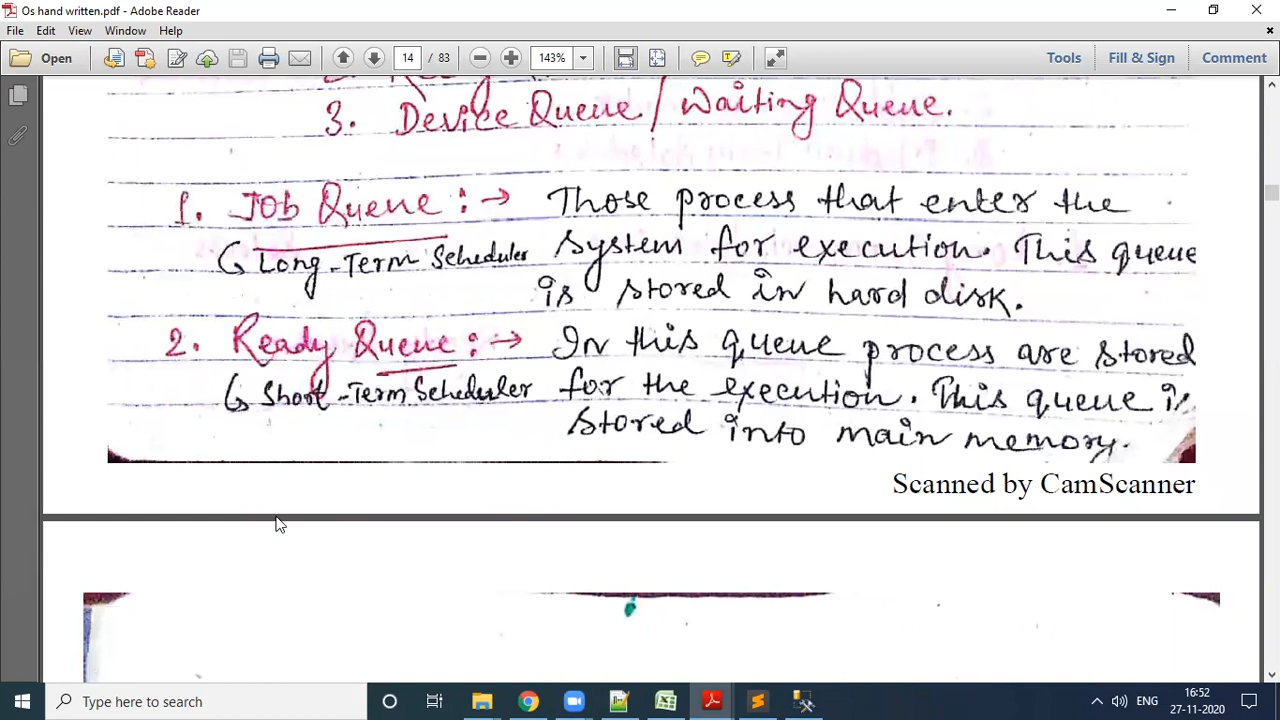 Os hand written.pdf - Adobe Reader
File Edit View Window Help
Open 14 / 83 143% Tools Fill & Sign Comment
3. Device Queue / Waiting Queue.
1. Job Queue :→ Those process that enter the
Long-Term Scheduler system for execution. This queue
is stored in hard disk.
2. Ready Queue :→ In this queue process are stored
Short-Term Scheduler for the execution. This queue is
stored into main memory.
Scanned by CamScanner
Type here to search
ENG
16:52
27-11-2020